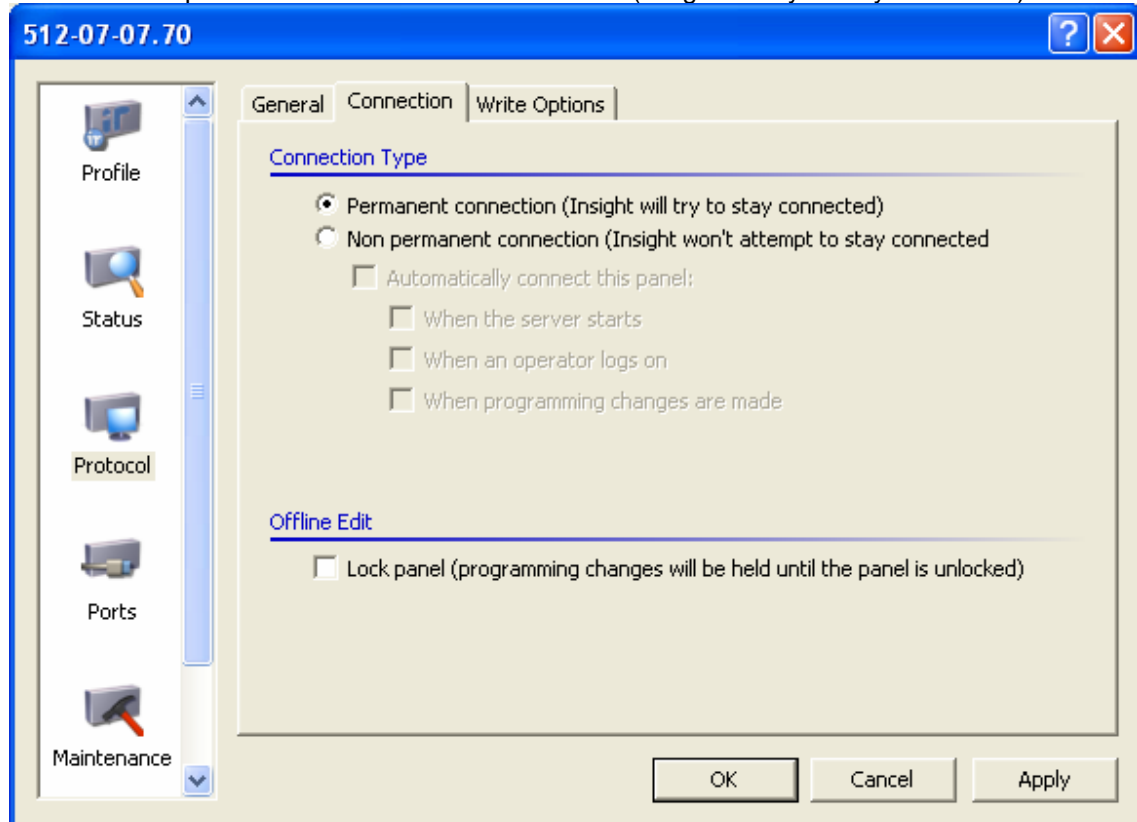 512-07-07.70
General
Connection
Write Options
Profile
Status
Protocol
Ports
Maintenance
Connection Type
Permanent connection (Insight will try to stay connected)
Non permanent connection (Insight won't attempt to stay connected
Automatically connect this panel:
When the server starts
When an operator logs on
When programming changes are made
Offline Edit
Lock panel (programming changes will be held until the panel is unlocked)
OK
Cancel
Apply